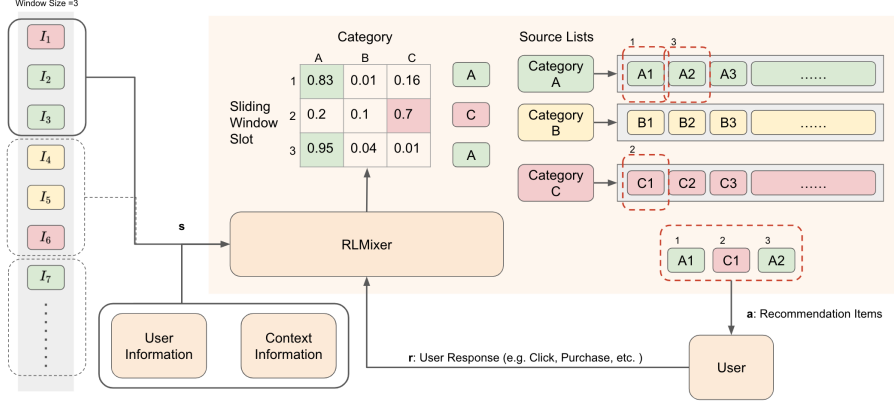 Window Size =3
I1
I2
I3
I4
I5
I6
I7
Category
A B C
Sliding
Window
Slot
1 0.83 0.01 0.16
2 0.2 0.1 0.7
3 0.95 0.04 0.01
A
C
A
Source Lists
1 3
Category
A
A1 A2 A3 ......
Category
B
B1 B2 B3 ......
2
Category
C
C1 C2 C3 ......
s
RLMixer
1 2 3
A1 C1 A2
a: Recommendation Items
User
Information
Context
Information
r: User Response (e.g. Click, Purchase, etc. )
User